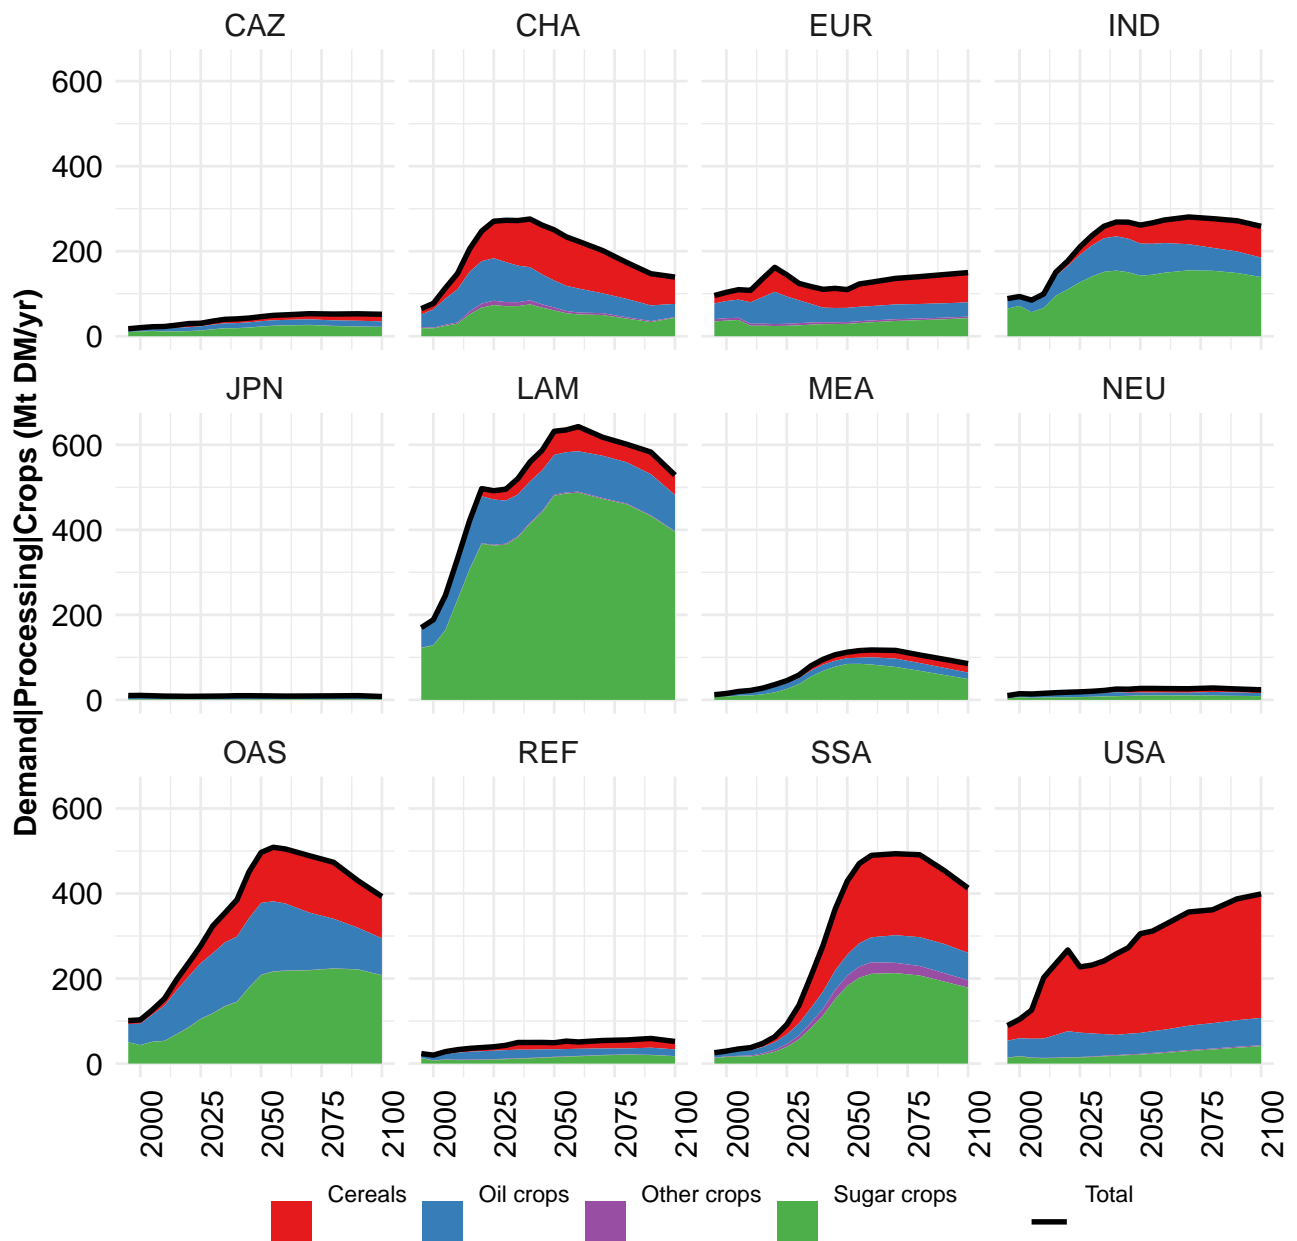 CAZ CHA EUR IND
600
400
200
0
JPN LAM MEA NEU
600
400
200
0
Demand|Processing|Crops (Mt DM/yr)
OAS REF SSA USA
600
400
200
0
2000 2025 2050 2075 2100 2000 2025 2050 2075 2100 2000 2025 2050 2075 2100 2000 2025 2050 2075 2100
Cereals Oil crops Other crops Sugar crops Total